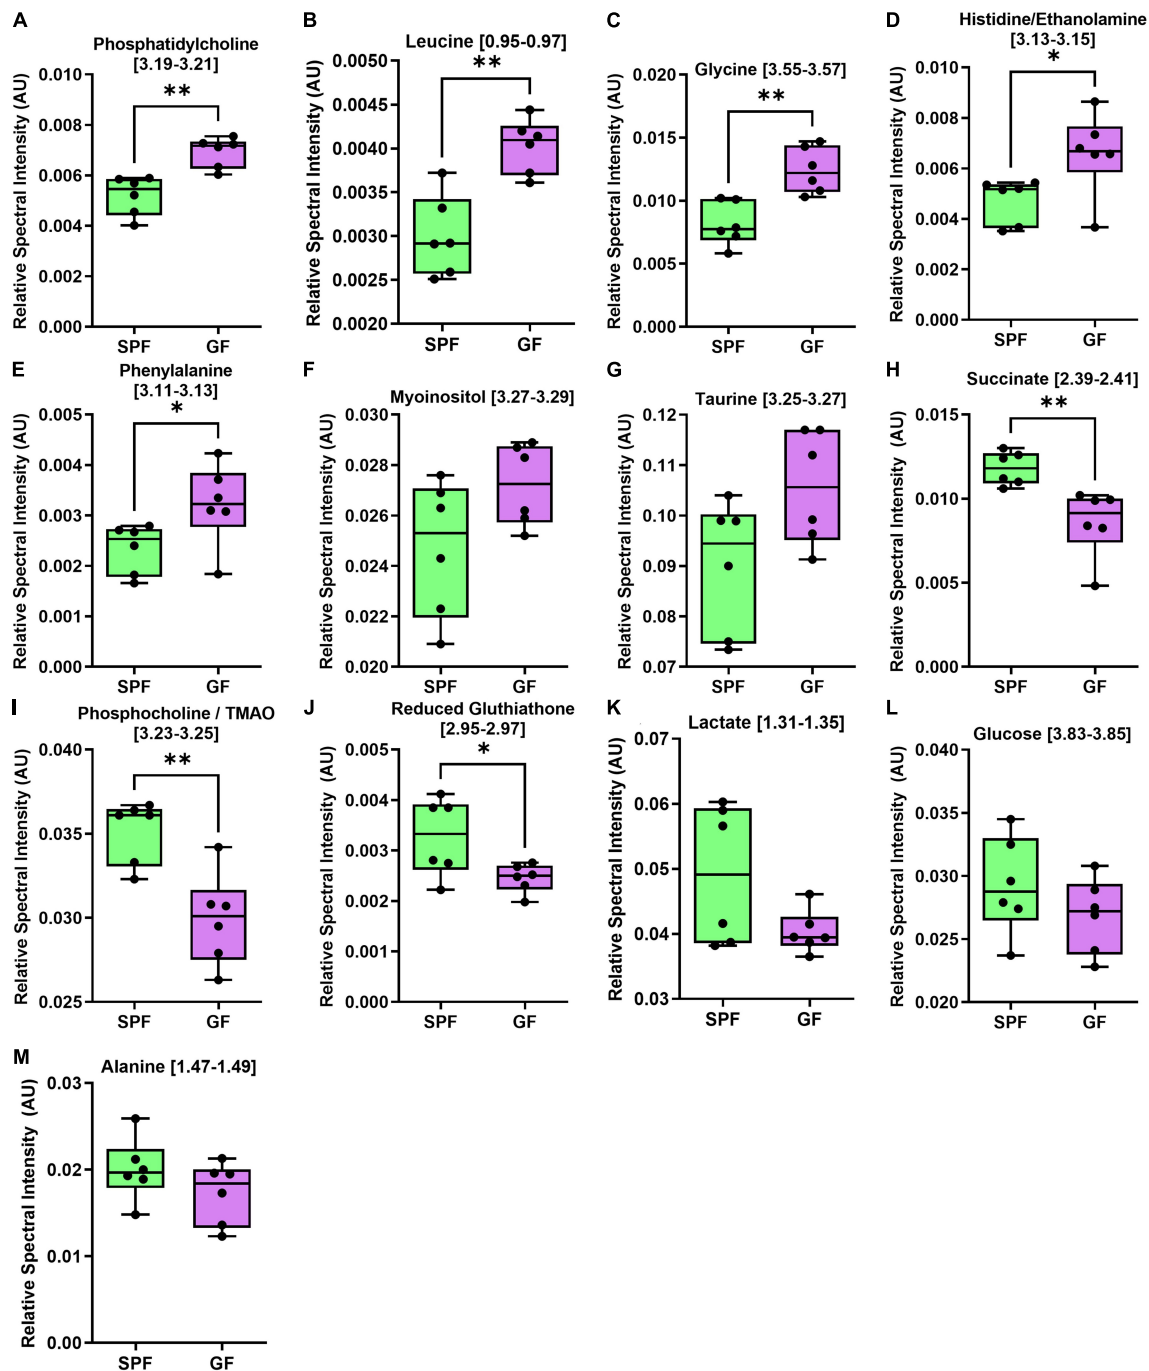 A
Phosphatidylcholine
[3.19-3.21]
**
Relative Spectral Intensity (AU)
0.010
0.008
0.006
0.004
0.002
0.000
SPF GF
B
Leucine [0.95-0.97]
**
Relative Spectral Intensity (AU)
0.0050
0.0045
0.0040
0.0035
0.0030
0.0025
0.0020
SPF GF
C
Glycine [3.55-3.57]
**
Relative Spectral Intensity (AU)
0.020
0.015
0.010
0.005
0.000
SPF GF
D
Histidine/Ethanolamine
[3.13-3.15]
*
Relative Spectral Intensity (AU)
0.010
0.008
0.006
0.004
0.002
0.000
SPF GF
E
Phenylalanine
[3.11-3.13]
*
Relative Spectral Intensity (AU)
0.005
0.004
0.003
0.002
0.001
0.000
SPF GF
F
Myoinositol [3.27-3.29]
Relative Spectral Intensity (AU)
0.030
0.028
0.026
0.024
0.022
0.020
SPF GF
G
Taurine [3.25-3.27]
Relative Spectral Intensity (AU)
0.12
0.11
0.10
0.09
0.08
0.07
SPF GF
H
Succinate [2.39-2.41]
**
Relative Spectral Intensity (AU)
0.015
0.010
0.005
0.000
SPF GF
I
Phosphocholine / TMAO
[3.23-3.25]
**
Relative Spectral Intensity (AU)
0.040
0.035
0.030
0.025
SPF GF
J
Reduced Gluthiathone
[2.95-2.97]
*
Relative Spectral Intensity (AU)
0.005
0.004
0.003
0.002
0.001
0.000
SPF GF
K
Lactate [1.31-1.35]
Relative Spectral Intensity (AU)
0.07
0.06
0.05
0.04
0.03
SPF GF
L
Glucose [3.83-3.85]
Relative Spectral Intensity (AU)
0.040
0.035
0.030
0.025
0.020
SPF GF
M
Alanine [1.47-1.49]
Relative Spectral Intensity (AU)
0.03
0.02
0.01
0.00
SPF GF